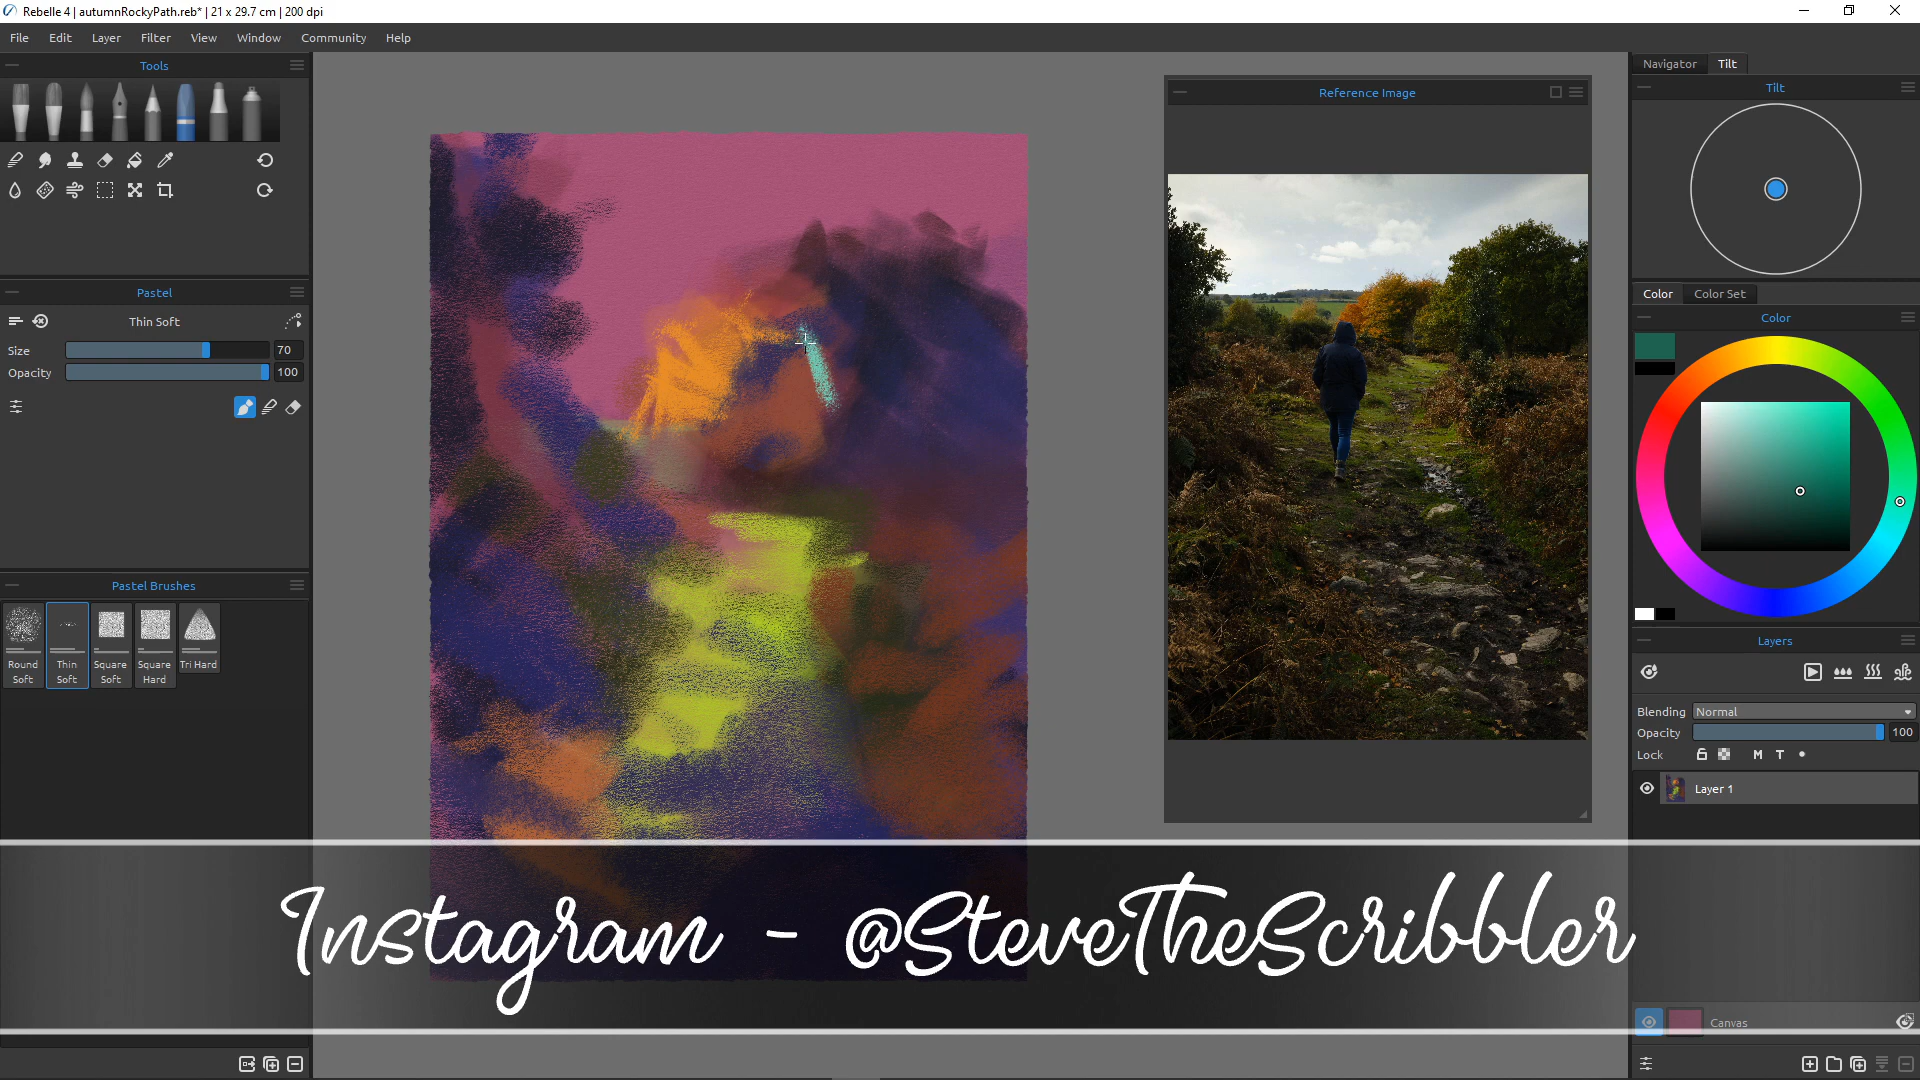 Rebelle 4 | autumnRockyPath.reb* | 21 x 29.7 cm | 200 dpi
File Edit Layer Filter View Window Community Help
Tools
Pastel
Thin Soft
Size 70
Opacity 100
Pastel Brushes
Round Soft
Thin Soft
Square Soft
Square Hard
Tri Hard
Reference Image
Navigator Tilt
Tilt
Color Color Set
Color
Layers
Blending Normal
Opacity 100
Lock M T
Layer 1
Instagram - @SteveTheScribbler
Canvas